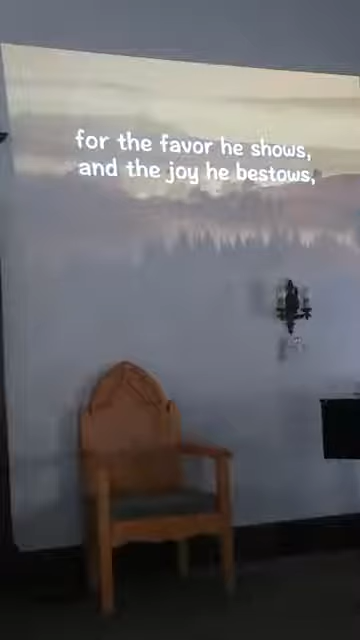 for the favor he shows,
and the joy he bestows,